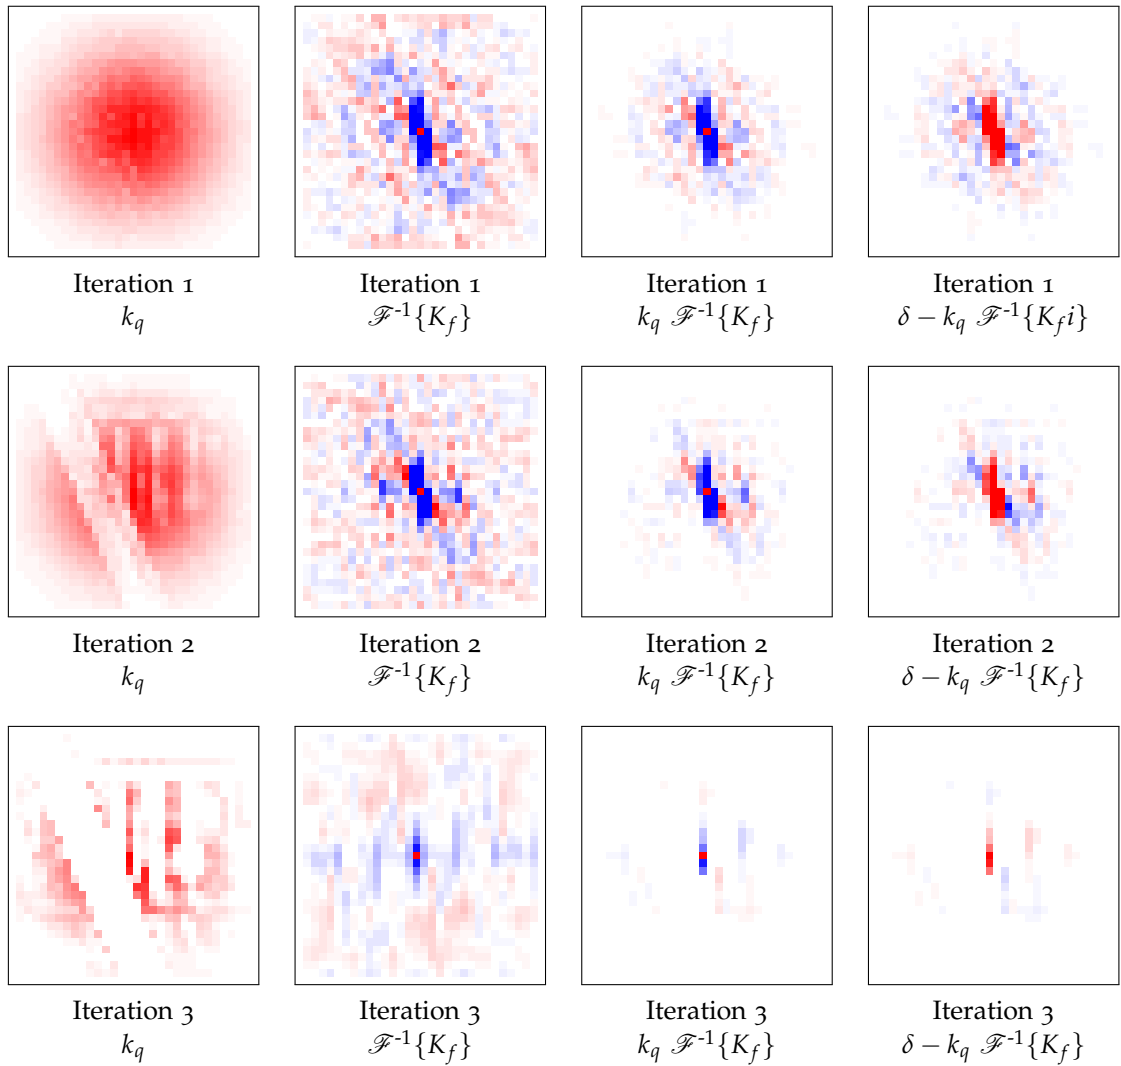 Iteration 1 Iteration 1 Iteration 1 Iteration 1
k_q ℱ⁻¹{K_f} k_q ℱ⁻¹{K_f} δ − k_q ℱ⁻¹{K_f i}
Iteration 2 Iteration 2 Iteration 2 Iteration 2
k_q ℱ⁻¹{K_f} k_q ℱ⁻¹{K_f} δ − k_q ℱ⁻¹{K_f}
Iteration 3 Iteration 3 Iteration 3 Iteration 3
k_q ℱ⁻¹{K_f} k_q ℱ⁻¹{K_f} δ − k_q ℱ⁻¹{K_f}